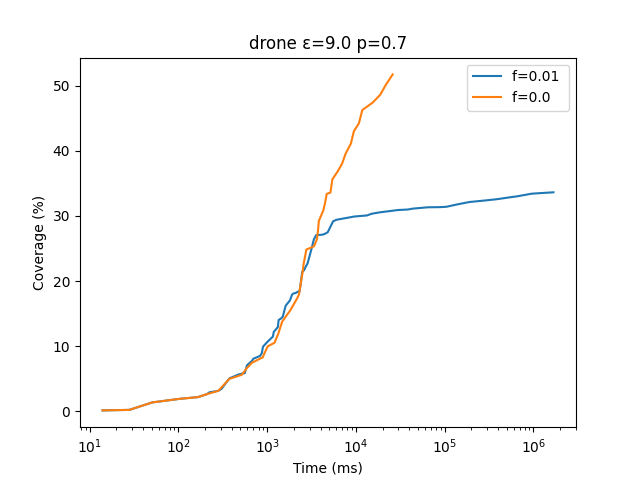 drone ε=9.0 p=0.7
f=0.01
f=0.0
Coverage (%)
50
40
30
20
10
0
10¹ 10² 10³ 10⁴ 10⁵ 10⁶
Time (ms)